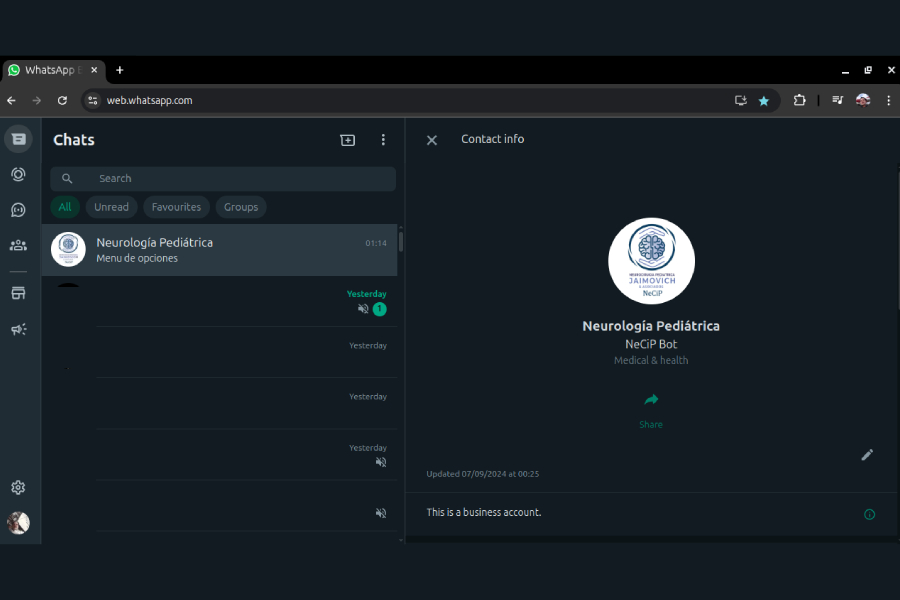 WhatsApp B
web.whatsapp.com
Chats
Search
All
Unread
Favourites
Groups
Neurología Pediátrica
01:14
Menu de opciones
Yesterday
1
Yesterday
Yesterday
Yesterday
Contact info
NEUROCIRUGÍA PEDIÁTRICA
JAIMOVICH
& ASOCIADOS
NeCiP
Neurología Pediátrica
NeCiP Bot
Medical & health
Share
Updated 07/09/2024 at 00:25
This is a business account.